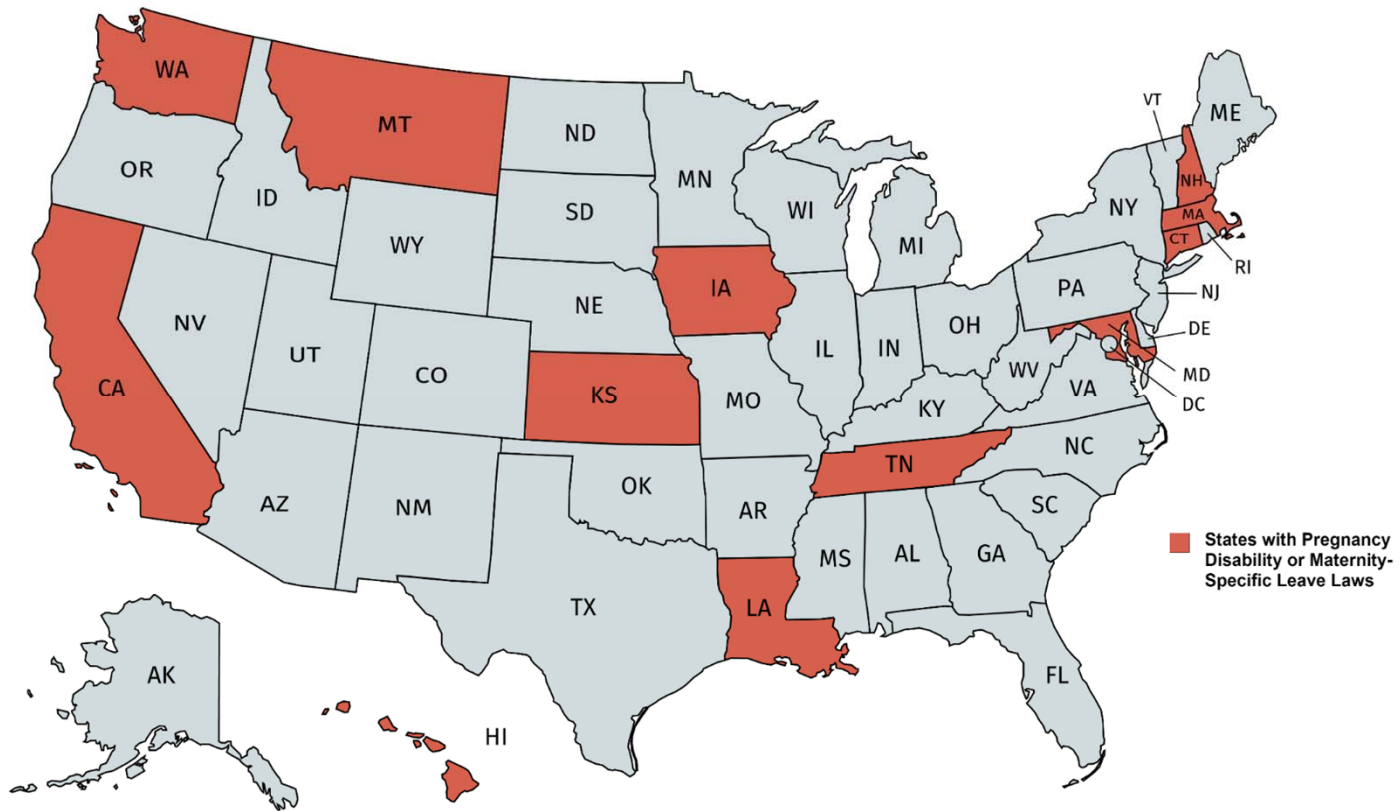 WA
MT
ND
MN
VT
ME
OR
ID
SD
WI
MI
NY
NH
MA
CT
RI
WY
IA
NE
PA
NJ
NV
UT
CO
IL
IN
OH
DE
CA
KS
MO
WV
VA
MD
DC
KY
AZ
NM
OK
AR
TN
NC
SC
MS
AL
GA
TX
LA
FL
AK
HI
States with Pregnancy
Disability or Maternity-
Specific Leave Laws